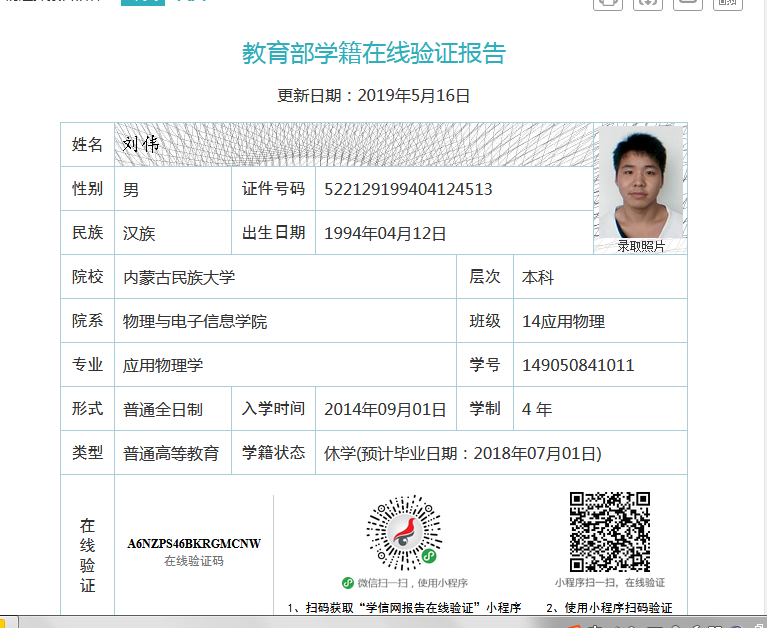 教育部学籍在线验证报告
更新日期：2019年5月16日
姓名 刘伟
性别 男 证件号码 522129199404124513
民族 汉族 出生日期 1994年04月12日
录取照片
院校 内蒙古民族大学 层次 本科
院系 物理与电子信息学院 班级 14应用物理
专业 应用物理学 学号 149050841011
形式 普通全日制 入学时间 2014年09月01日 学制 4 年
类型 普通高等教育 学籍状态 休学(预计毕业日期：2018年07月01日)
在线验证
A6NZPS46BKRGMCNW
在线验证码
微信扫一扫，使用小程序
小程序扫一扫，在线验证
1、扫码获取“学信网报告在线验证”小程序
2、使用小程序扫码验证